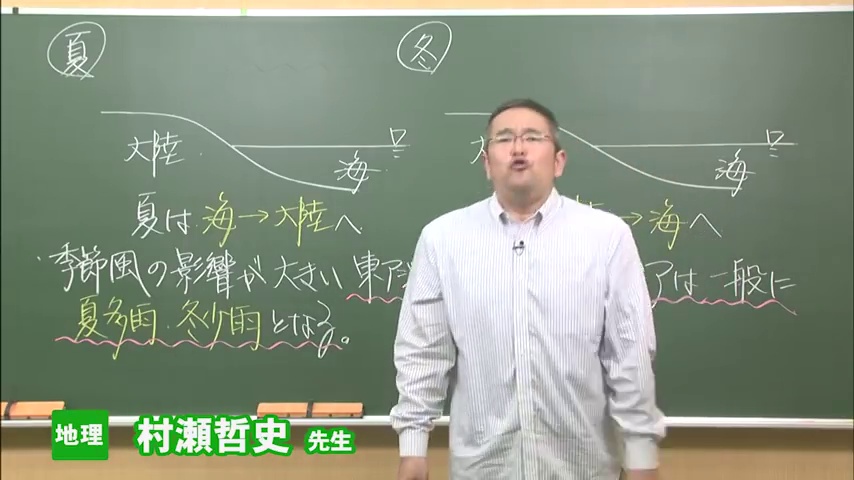 夏
冬
大陸
海
大
海
夏は 海→大陸へ
→海へ
季節風の影響が大きい 東ア
アは一般に
夏多雨・冬少雨となる。
地理 村瀬哲史 先生